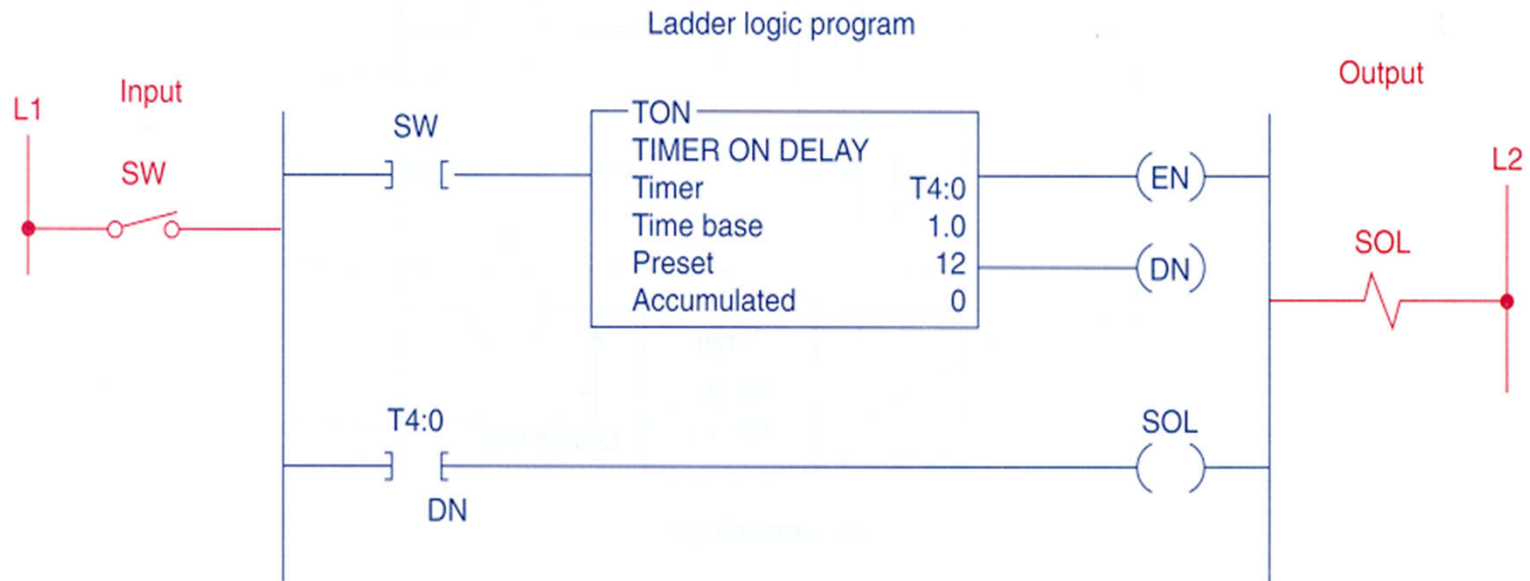 Ladder logic program
Input
Output
L1
SW
L2
SOL
SW
TON
TIMER ON DELAY
Timer T4:0
Time base 1.0
Preset 12
Accumulated 0
EN
DN
T4:0
DN
SOL